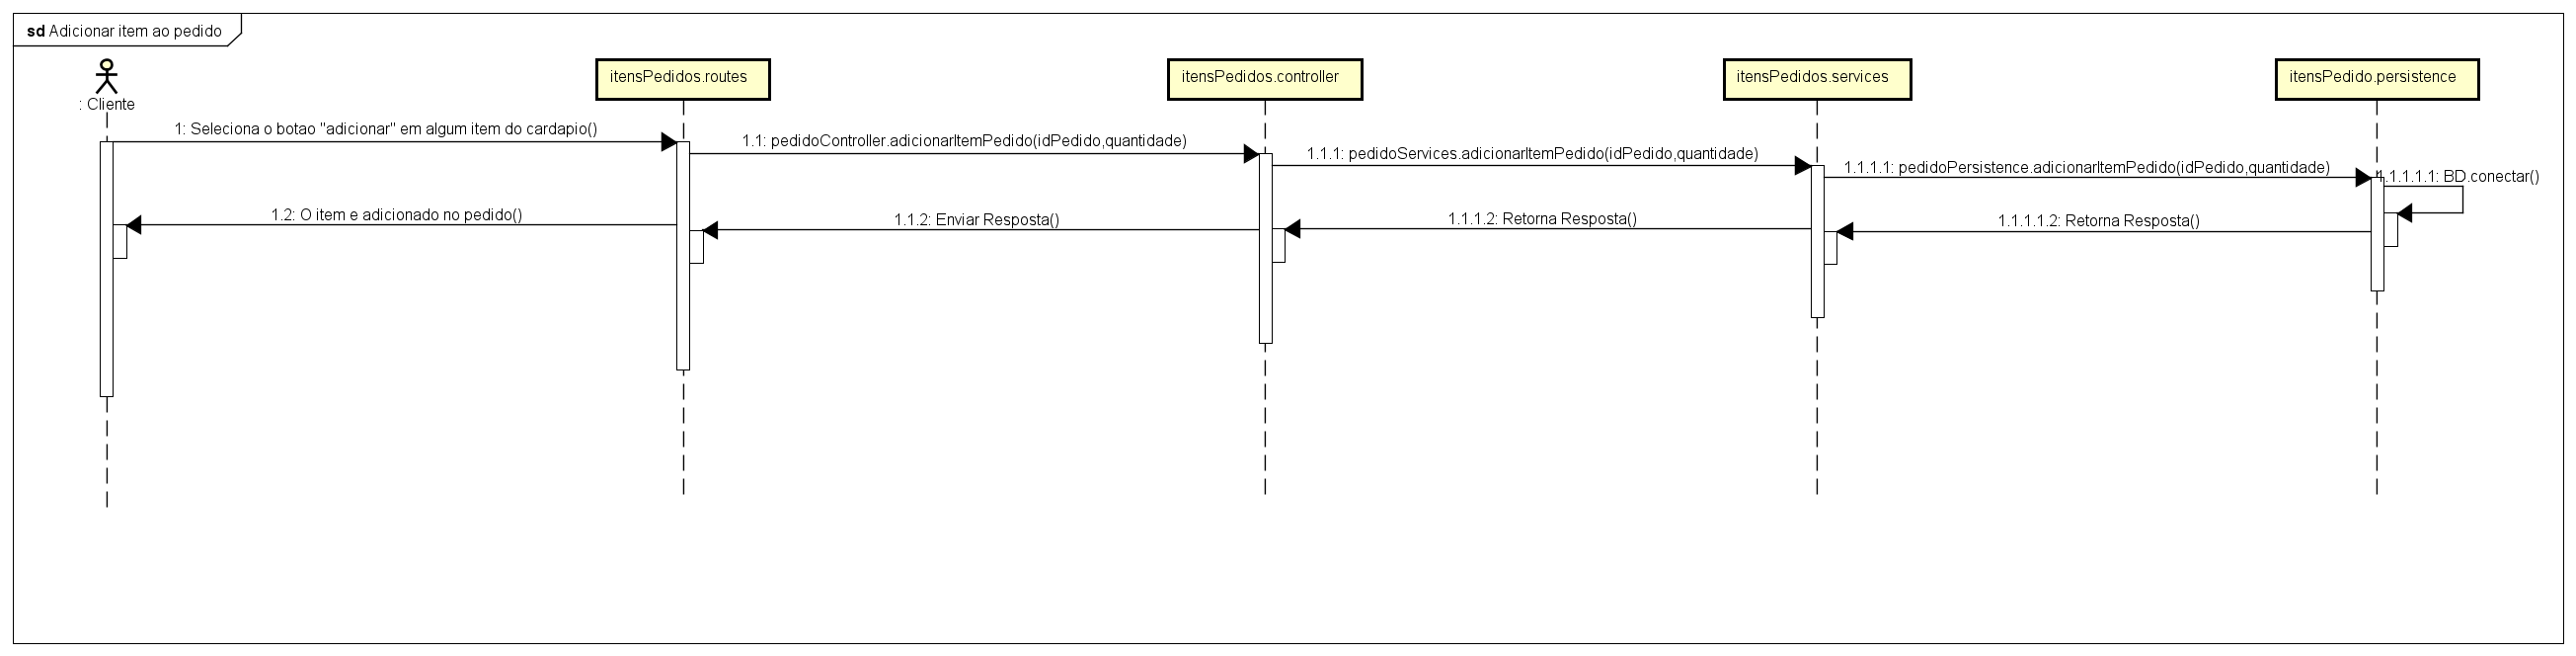 sd Adicionar item ao pedido
: Cliente
itensPedidos.routes
itensPedidos.controller
itensPedidos.services
itensPedido.persistence
1: Seleciona o botao "adicionar" em algum item do cardapio()
1.1: pedidoController.adicionarItemPedido(idPedido,quantidade)
1.1.1: pedidoServices.adicionarItemPedido(idPedido,quantidade)
1.1.1.1: pedidoPersistence.adicionarItemPedido(idPedido,quantidade)
1.1.1.1.1: BD.conectar()
1.2: O item e adicionado no pedido()
1.1.2: Enviar Resposta()
1.1.1.2: Retorna Resposta()
1.1.1.1.2: Retorna Resposta()